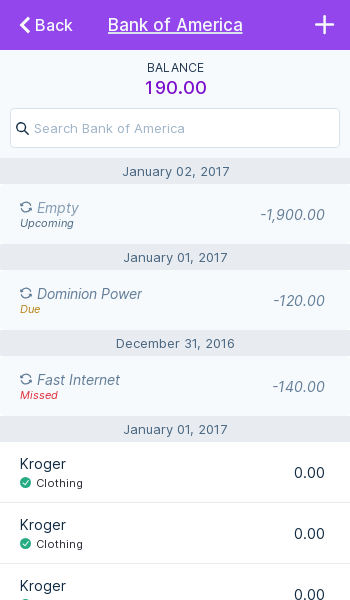 Back
Bank of America
BALANCE
190.00
Search Bank of America
January 02, 2017
Empty
-1,900.00
Upcoming
January 01, 2017
Dominion Power
-120.00
Due
December 31, 2016
Fast Internet
-140.00
Missed
January 01, 2017
Kroger
0.00
Clothing
Kroger
0.00
Clothing
Kroger
0.00